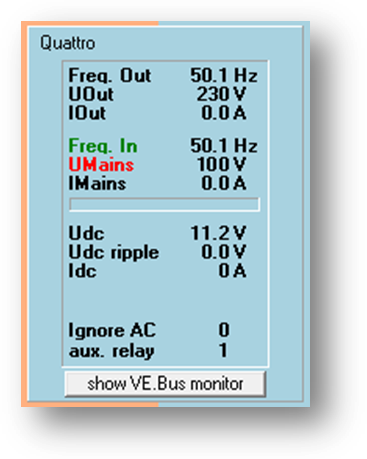 Quattro
Freq. Out 50.1 Hz
UOut 230 V
IOut 0.0 A
Freq. In 50.1 Hz
UMains 100 V
IMains 0.0 A
Udc 11.2 V
Udc ripple 0.0 V
Idc 0 A
Ignore AC 0
aux. relay 1
show VE.Bus monitor